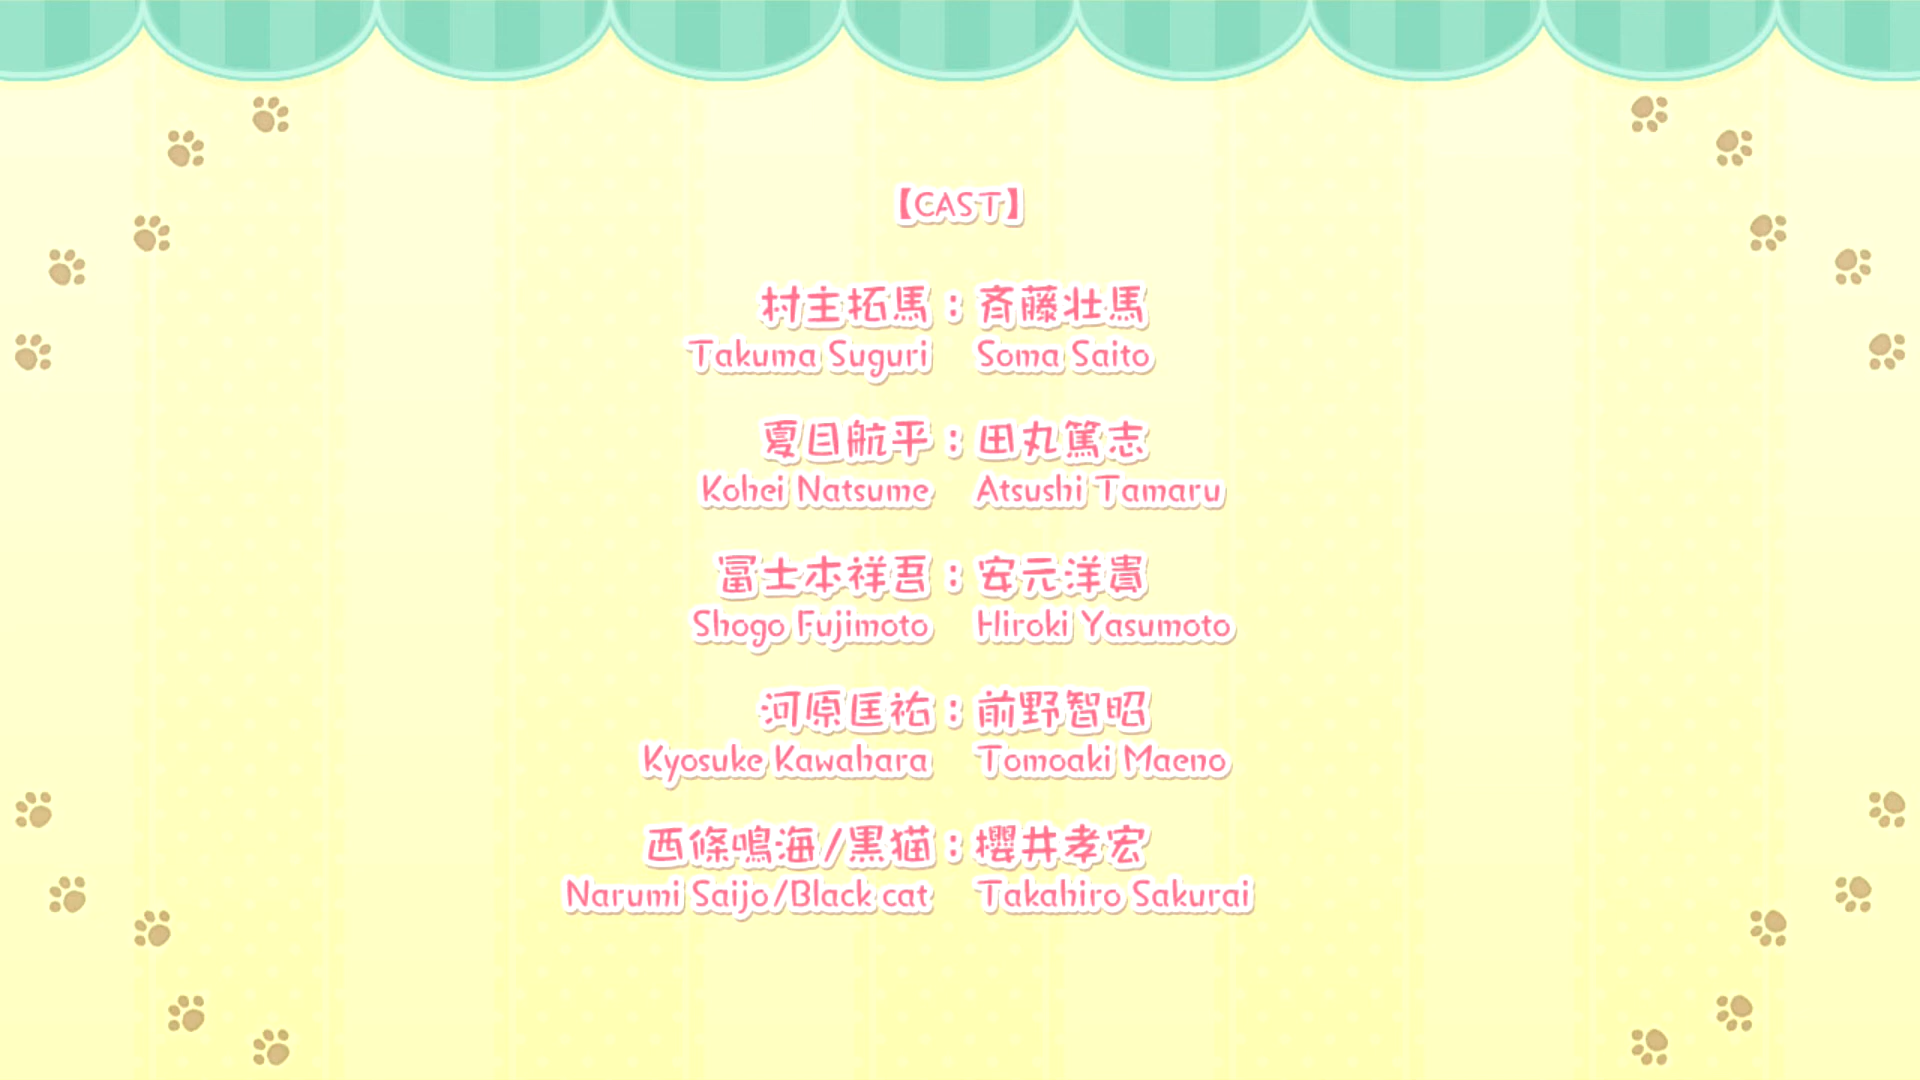 【CAST】
村主拓馬：斉藤壮馬
Takuma Suguri Soma Saito
夏目航平：田丸篤志
Kohei Natsume Atsushi Tamaru
冨士本祥吾：安元洋貴
Shogo Fujimoto Hiroki Yasumoto
河原匡祐：前野智昭
Kyosuke Kawahara Tomoaki Maeno
西條鳴海/黒猫：櫻井孝宏
Narumi Saijo/Black cat Takahiro Sakurai